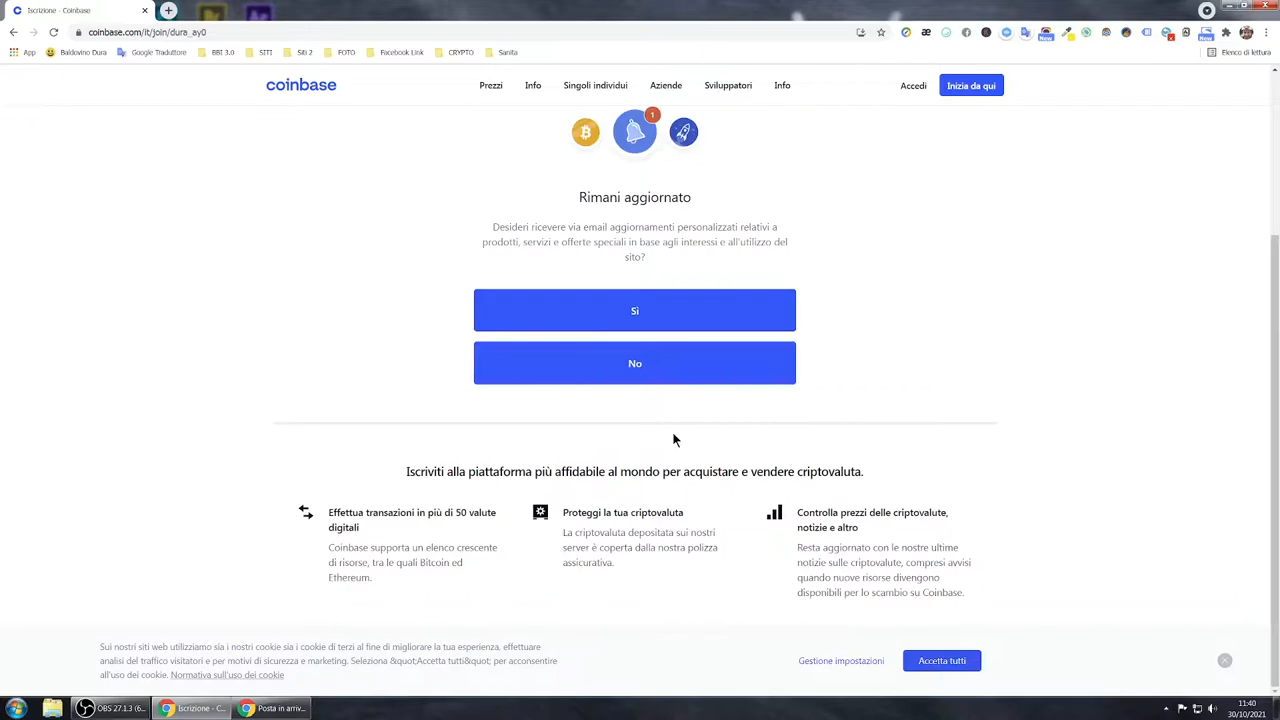 Iscrizione - Coinbase
coinbase.com/it/join/dura_ay0
App
Baldovino Dura
Google Traduttore
BBI 3.0
SITI
Siti 2
FOTO
Facebook Link
CRYPTO
Sanita
Elenco di lettura
New
New
coinbase
Prezzi
Info
Singoli individui
Aziende
Sviluppatori
Info
Accedi
Inizia da qui
1
Rimani aggiornato
Desideri ricevere via email aggiornamenti personalizzati relativi a
prodotti, servizi e offerte speciali in base agli interessi e all'utilizzo del
sito?
Sì
No
Iscriviti alla piattaforma più affidabile al mondo per acquistare e vendere criptovaluta.
Effettua transazioni in più di 50 valute
digitali
Coinbase supporta un elenco crescente
di risorse, tra le quali Bitcoin ed
Ethereum.
Proteggi la tua criptovaluta
La criptovaluta depositata sui nostri
server è coperta dalla nostra polizza
assicurativa.
Controlla prezzi delle criptovalute,
notizie e altro
Resta aggiornato con le nostre ultime
notizie sulle criptovalute, compresi avvisi
quando nuove risorse divengono
disponibili per lo scambio su Coinbase.
Sui nostri siti web utilizziamo sia i nostri cookie sia i cookie di terzi al fine di migliorare la tua esperienza, effettuare
analisi del traffico visitatori e per motivi di sicurezza e marketing. Seleziona &quot;Accetta tutti&quot; per acconsentire
all'uso dei cookie. Normativa sull'uso dei cookie
Gestione impostazioni
Accetta tutti
OBS 27.1.3 (6...
Iscrizione - C...
Posta in arriv...
11:40
30/10/2021